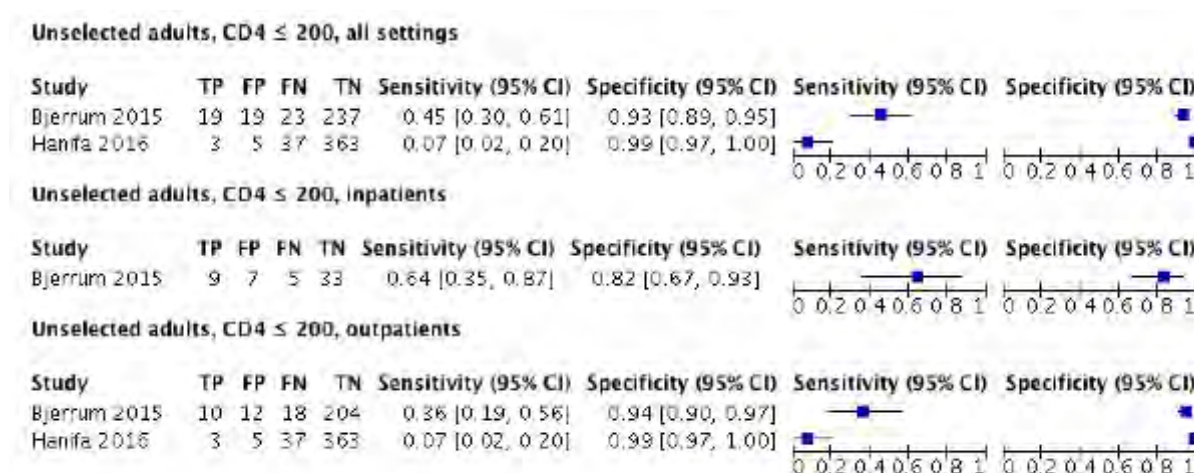 Unselected adults, CD4 ≤ 200, all settings
Study TP FP FN TN Sensitivity (95% CI) Specificity (95% CI) Sensitivity (95% CI) Specificity (95% CI)
Bjerrum 2015 19 19 23 237 0.45 [0.30, 0.61] 0.93 [0.89, 0.95]
Hanifa 2016 3 5 37 363 0.07 [0.02, 0.20] 0.99 [0.97, 1.00]
0 0.2 0.4 0.6 0.8 1 0 0.2 0.4 0.6 0.8 1
Unselected adults, CD4 ≤ 200, inpatients
Study TP FP FN TN Sensitivity (95% CI) Specificity (95% CI) Sensitivity (95% CI) Specificity (95% CI)
Bjerrum 2015 9 7 5 33 0.64 [0.35, 0.87] 0.82 [0.67, 0.93]
0 0.2 0.4 0.6 0.8 1 0 0.2 0.4 0.6 0.8 1
Unselected adults, CD4 ≤ 200, outpatients
Study TP FP FN TN Sensitivity (95% CI) Specificity (95% CI) Sensitivity (95% CI) Specificity (95% CI)
Bjerrum 2015 10 12 18 204 0.36 [0.19, 0.56] 0.94 [0.90, 0.97]
Hanifa 2016 3 5 37 363 0.07 [0.02, 0.20] 0.99 [0.97, 1.00]
0 0.2 0.4 0.6 0.8 1 0 0.2 0.4 0.6 0.8 1